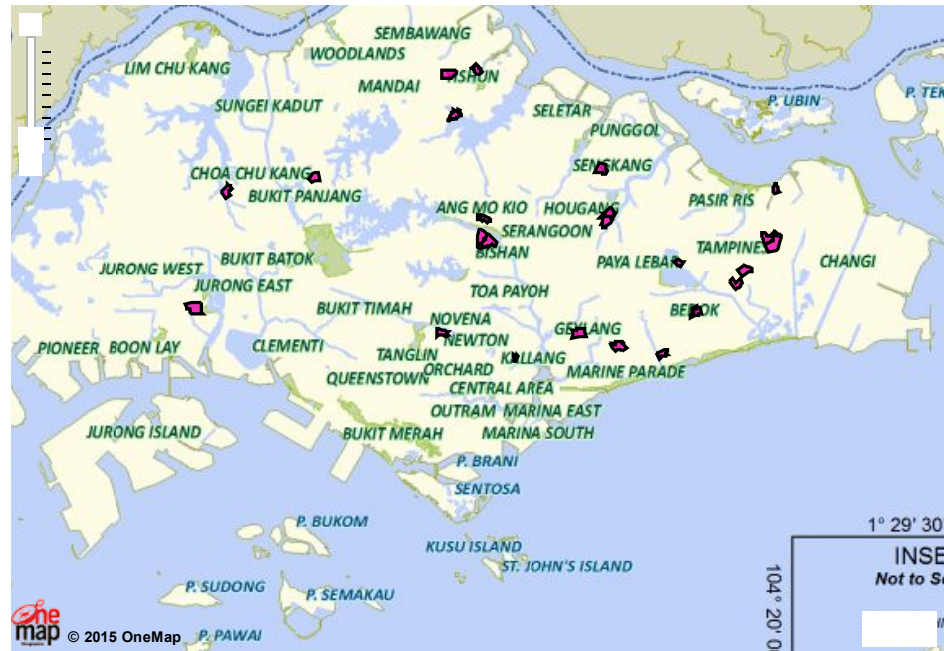 SEMBAWANG
WOODLANDS
LIM CHU KANG
MANDAI
SUNGEI KADUT
SELETAR
P. UBIN
P. TEK
PUNGGOL
SENGKANG
CHOA CHU KANG
BUKIT PANJANG
PASIR RIS
ANG MO KIO
HOUGANG
SERANGOON
BISHAN
TAMPINES
PAYA LEBAR
CHANGI
BUKIT BATOK
JURONG WEST
JURONG EAST
TOA PAYOH
BUKIT TIMAH
NOVENA
BEDOK
GEYLANG
NEWTON
PIONEER
BOON LAY
CLEMENTI
TANGLIN
KALLANG
ORCHARD
MARINE PARADE
QUEENSTOWN
CENTRAL AREA
OUTRAM
MARINA EAST
JURONG ISLAND
BUKIT MERAH
MARINA SOUTH
P. BRANI
SENTOSA
P. BUKOM
KUSU ISLAND
ST. JOHN'S ISLAND
P. SUDONG
P. SEMAKAU
P. PAWAI
1° 29' 30
INSE
Not to S
104° 20' 0
One
map © 2015 OneMap